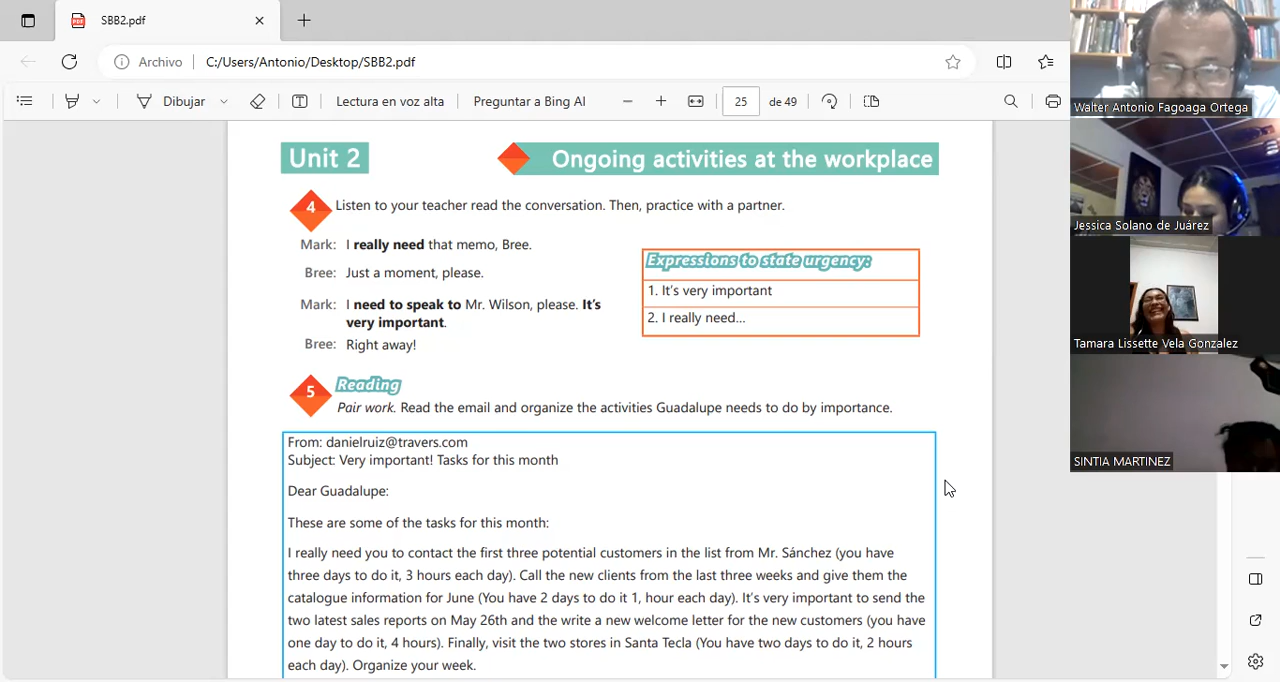 SBB2.pdf
Archivo
C:/Users/Antonio/Desktop/SBB2.pdf
Dibujar
Lectura en voz alta
Preguntar a Bing AI
25
de 49
Unit 2
Ongoing activities at the workplace
4
Listen to your teacher read the conversation. Then, practice with a partner.
Mark: I really need that memo, Bree.
Bree: Just a moment, please.
Mark: I need to speak to Mr. Wilson, please. It's
very important.
Bree: Right away!
Expressions to state urgency:
1. It's very important
2. I really need...
5
Reading
Pair work. Read the email and organize the activities Guadalupe needs to do by importance.
From: danielruiz@travers.com
Subject: Very important! Tasks for this month
Dear Guadalupe:
These are some of the tasks for this month:
I really need you to contact the first three potential customers in the list from Mr. Sánchez (you have
three days to do it, 3 hours each day). Call the new clients from the last three weeks and give them the
catalogue information for June (You have 2 days to do it 1, hour each day). It's very important to send the
two latest sales reports on May 26th and the write a new welcome letter for the new customers (you have
one day to do it, 4 hours). Finally, visit the two stores in Santa Tecla (You have two days to do it, 2 hours
each day). Organize your week.
Walter Antonio Fagoaga Ortega
Jessica Solano de Juárez
Tamara Lissette Vela Gonzalez
SINTIA MARTINEZ